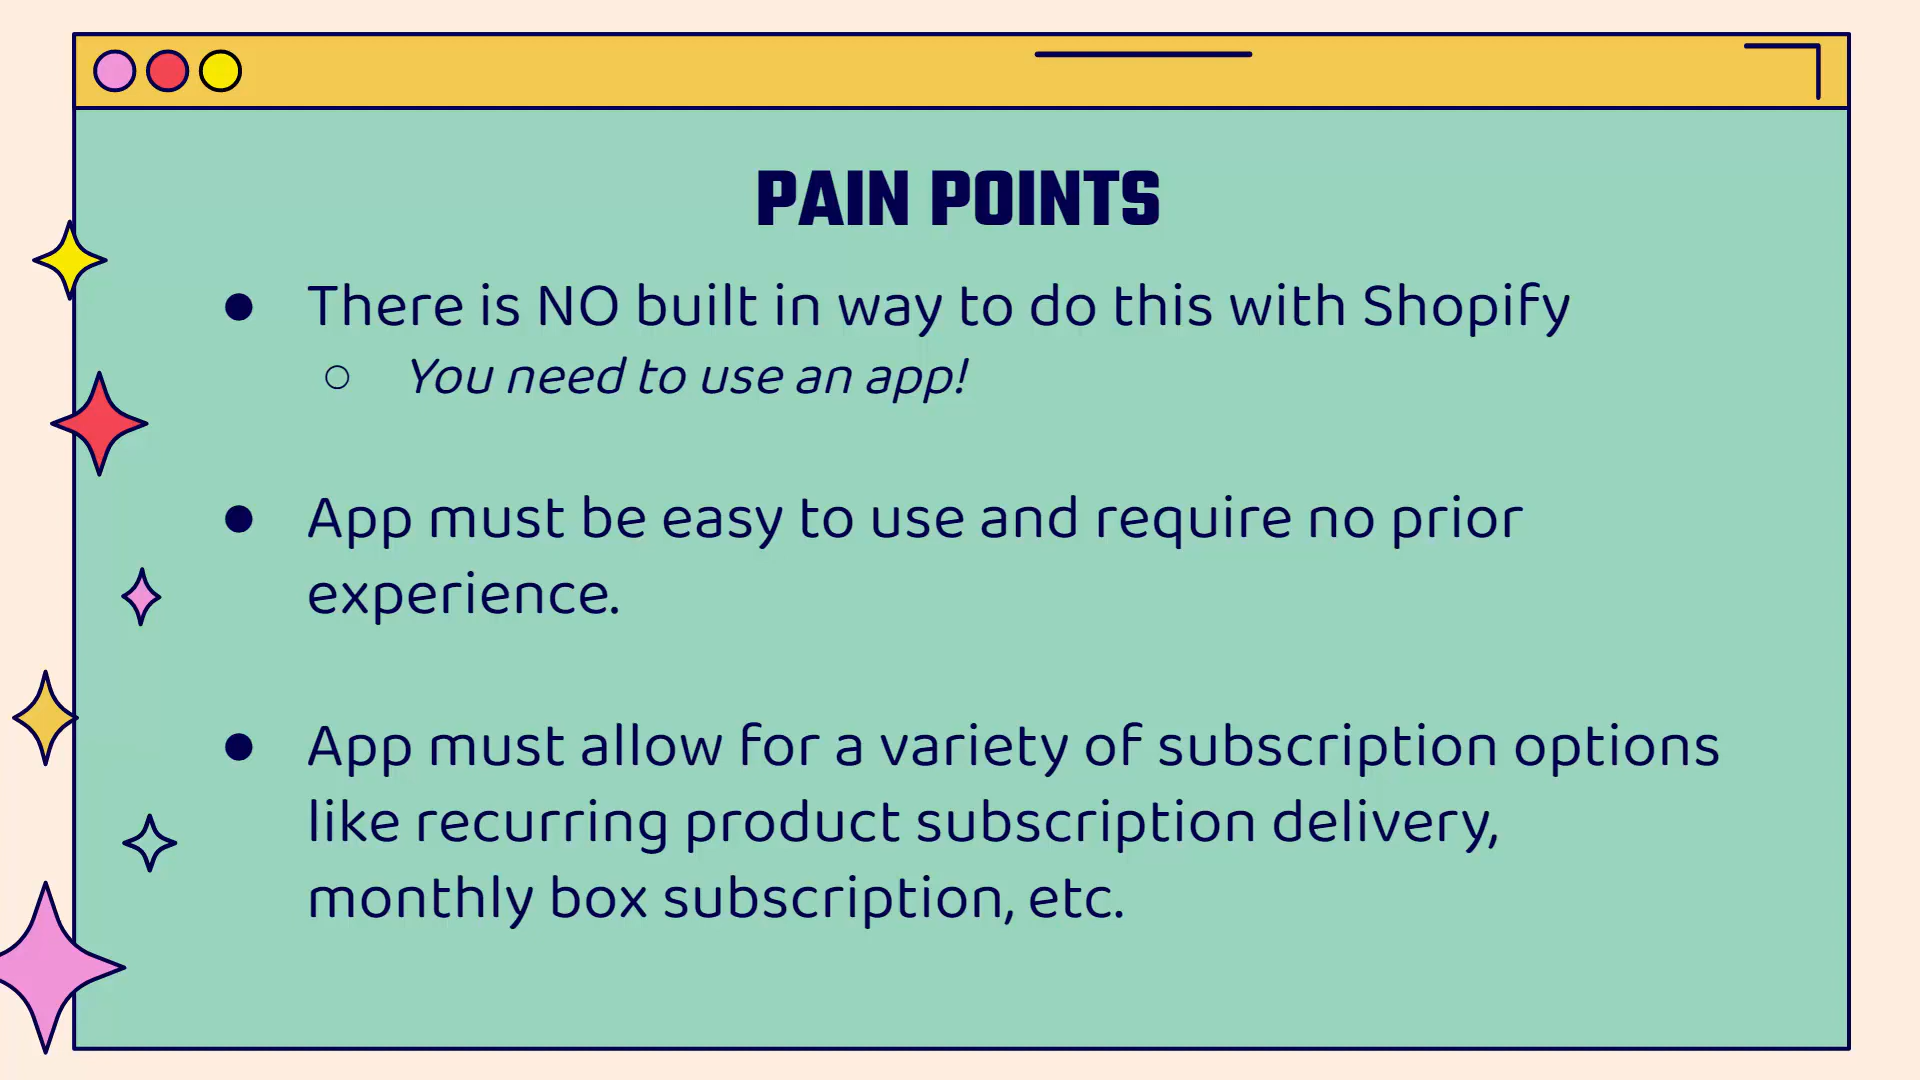 PAIN POINTS
● There is NO built in way to do this with Shopify
○ You need to use an app!
● App must be easy to use and require no prior
experience.
● App must allow for a variety of subscription options
like recurring product subscription delivery,
monthly box subscription, etc.